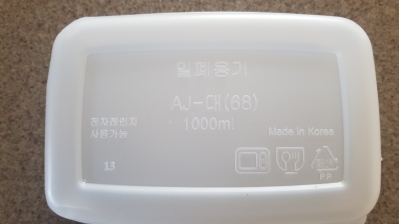 밀폐용기
AJ-대(68)
1000ml
전자레인지
사용가능
Made in Korea
13
PP